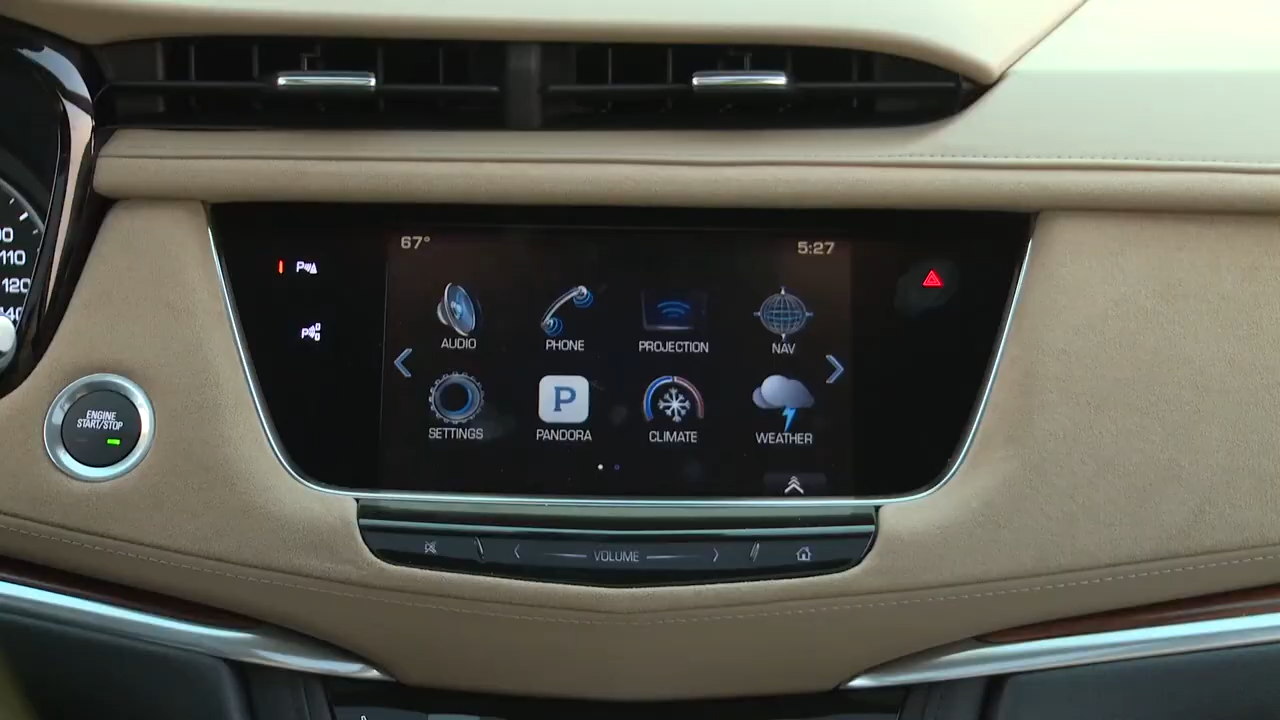 67°
5:27
AUDIO
PHONE
PROJECTION
NAV
SETTINGS
P
PANDORA
CLIMATE
WEATHER
VOLUME
ENGINE
START/STOP
110
120